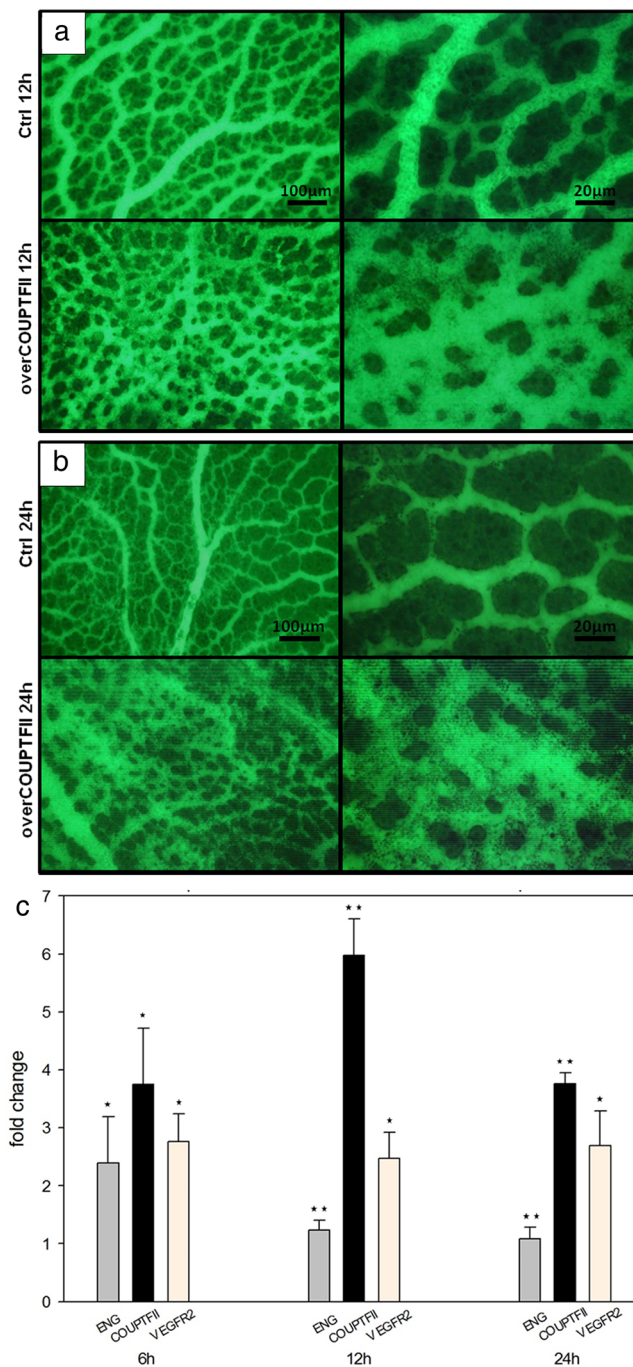 a
Ctrl 12h
100µm
20µm
overCOUPTFII 12h
b
Ctrl 24h
100µm
20µm
overCOUPTFII 24h
c
fold change
7
6
5
4
3
2
1
0
★
★
★
★★
★★
★
★★
★★
★
ENG
COUPTFII
VEGFR2
ENG
COUPTFII
VEGFR2
ENG
COUPTFII
VEGFR2
6h
12h
24h